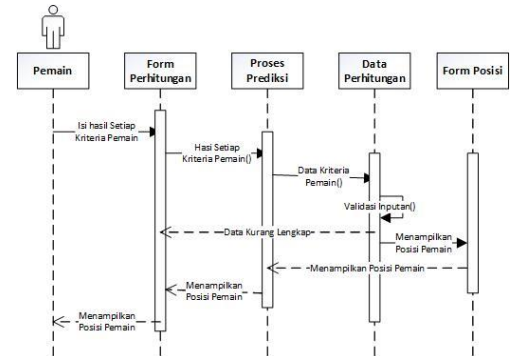 Pemain
Form
Perhitungan
Proses
Prediksi
Data
Perhitungan
Form Posisi
Isi hasil Setiap
Kriteria Pemain
Hasi Setiap
Kriteria Pemain()
Data Kriteria
Pemain()
Validasi Inputan()
Data Kurang Lengkap
Menampilkan
Posisi Pemain
Menampilkan Posisi Pemain
Menampilkan
Posisi Pemain
Menampilkan
Posisi Pemain